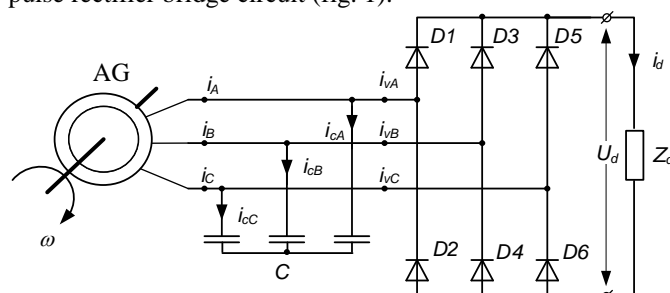 pulse rectifier bridge circuit (fig. 1).
D1 D3 D5
AG
i_A i_vA i_d
i_cA
i_B i_vB
i_cB
U_d
i_C i_vC
i_cC
ω
D2 D4 D6
C